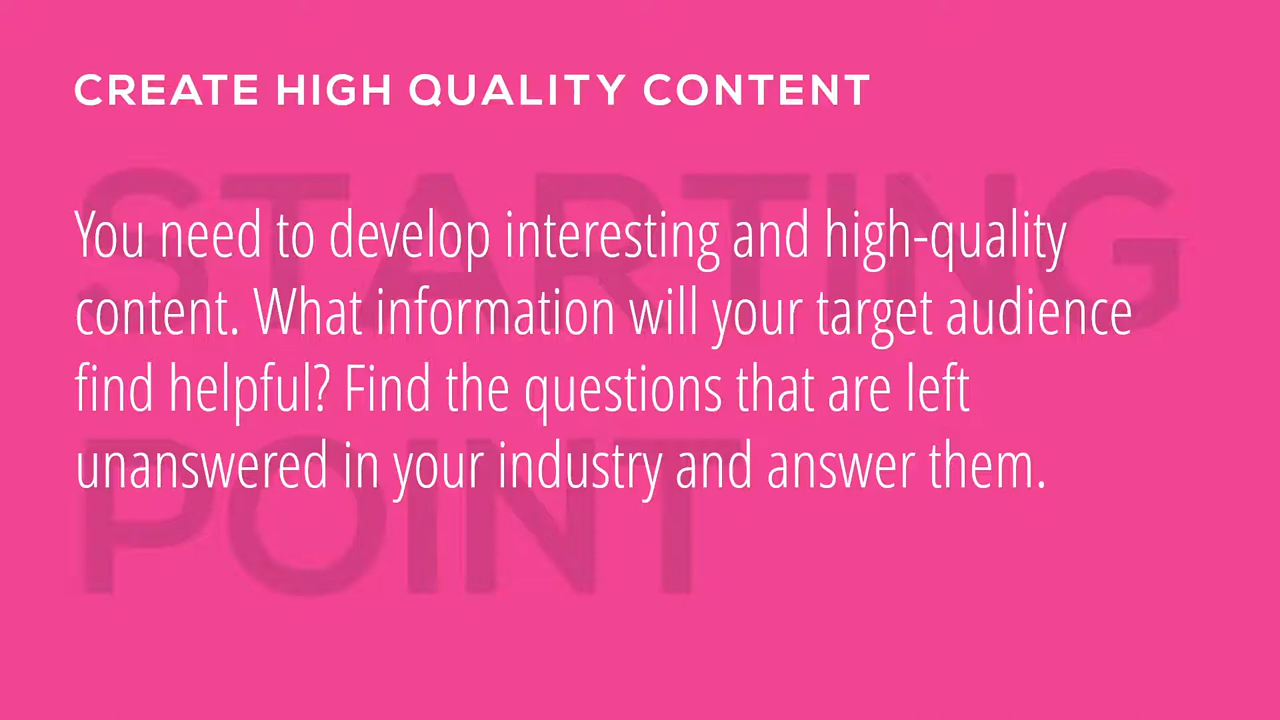 CREATE HIGH QUALITY CONTENT
STARTING
You need to develop interesting and high-quality
content. What information will your target audience
find helpful? Find the questions that are left
POINT
unanswered in your industry and answer them.